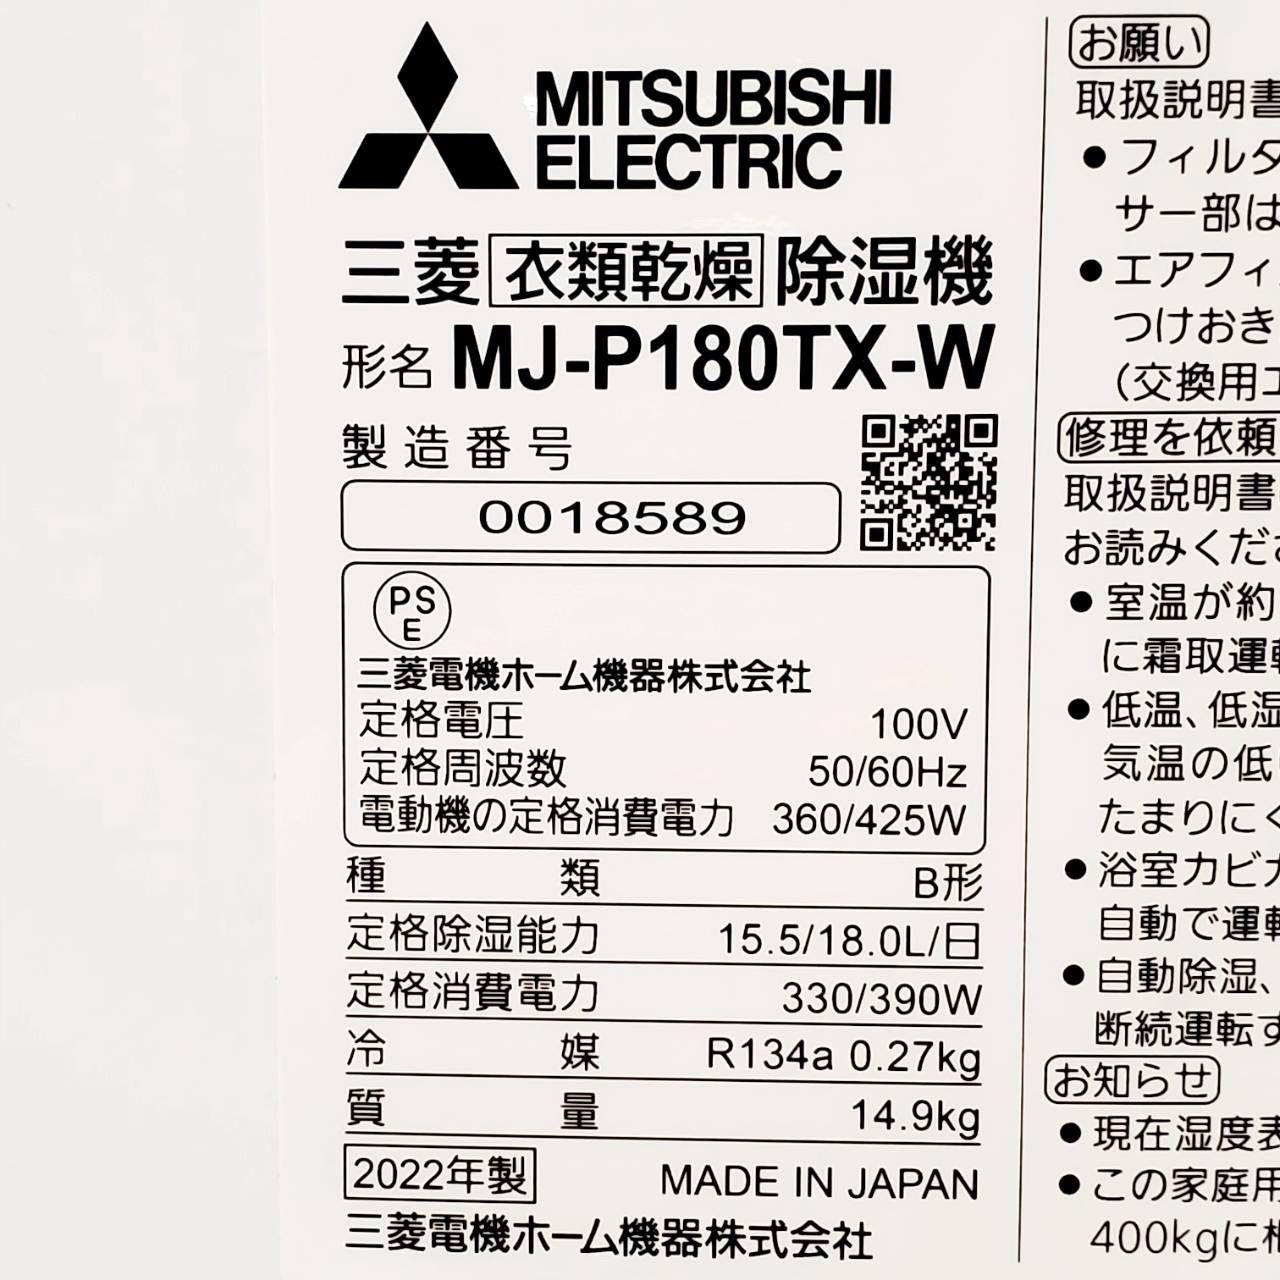 MITSUBISHI
ELECTRIC
三菱 衣類乾燥 除湿機
形名 MJ-P180TX-W
製造番号
0018589
PS
E
三菱電機ホーム機器株式会社
定格電圧 100V
定格周波数 50/60Hz
電動機の定格消費電力 360/425W
種類 B形
定格除湿能力 15.5/18.0L/日
定格消費電力 330/390W
冷媒 R134a 0.27kg
質量 14.9kg
2022年製 MADE IN JAPAN
三菱電機ホーム機器株式会社
お願い
取扱説明書
●フィルタ
サー部は
●エアフィ
つけおき
(交換用エ
修理を依頼
取扱説明書
お読みくださ
●室温が約
に霜取運転
●低温、低湿
気温の低い
たまりにく
●浴室カビ
自動で運転
●自動除湿、
断続運転す
お知らせ
●現在湿度表
●この家庭用
400kgに相